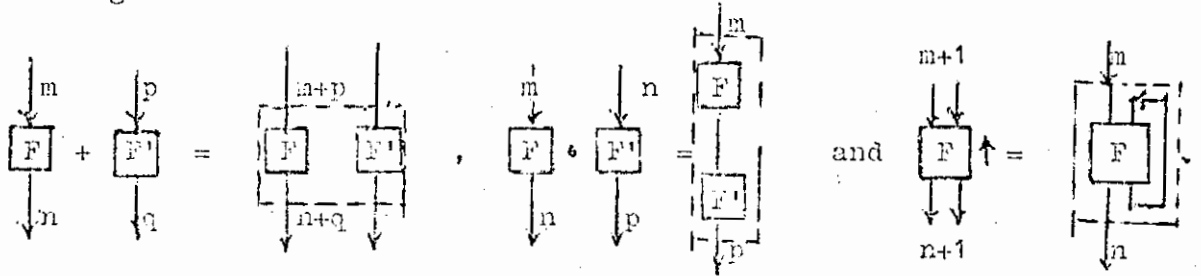 m p m+p m n m m+1 m
F + F' = F F' , F . F' = F F' and F ↑ = F .
n q n+q n p p n+1 n